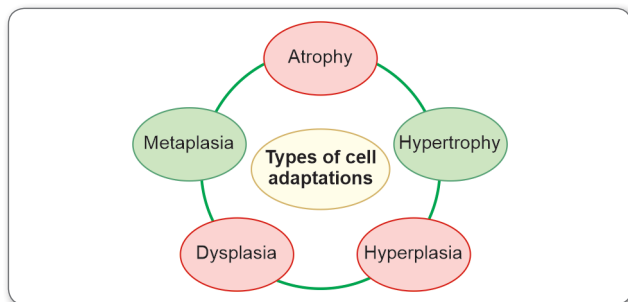 Atrophy
Metaplasia
Hypertrophy
Types of cell
adaptations
Dysplasia
Hyperplasia